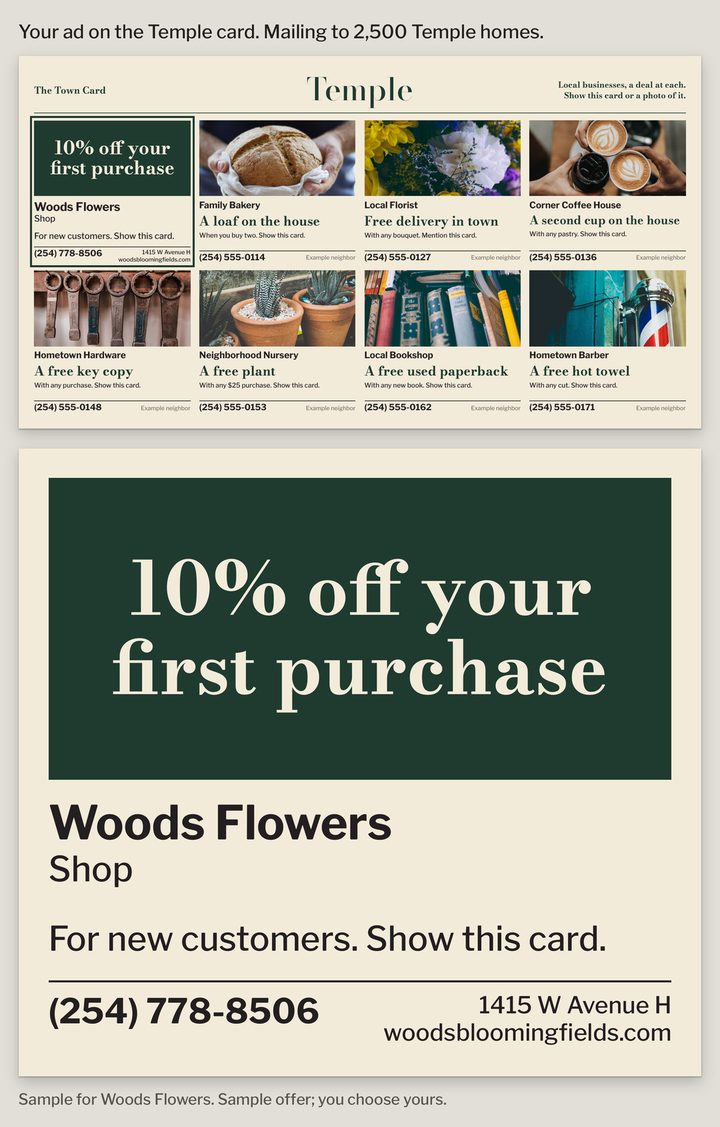 Your ad on the Temple card. Mailing to 2,500 Temple homes.
The Town Card
Temple
Local businesses, a deal at each.
Show this card or a photo of it.
10% off your
first purchase
Woods Flowers
Shop
For new customers. Show this card.
(254) 778-8506
1415 W Avenue H
woodsbloomingfields.com
Family Bakery
A loaf on the house
When you buy two. Show this card.
(254) 555-0114
Example neighbor
Local Florist
Free delivery in town
With any bouquet. Mention this card.
(254) 555-0127
Example neighbor
Corner Coffee House
A second cup on the house
With any pastry. Show this card.
(254) 555-0136
Example neighbor
Hometown Hardware
A free key copy
With any purchase. Show this card.
(254) 555-0148
Example neighbor
Neighborhood Nursery
A free plant
With any $25 purchase. Show this card.
(254) 555-0153
Example neighbor
Local Bookshop
A free used paperback
With any new book. Show this card.
(254) 555-0162
Example neighbor
Hometown Barber
A free hot towel
With any cut. Show this card.
(254) 555-0171
Example neighbor
10% off your
first purchase
Woods Flowers
Shop
For new customers. Show this card.
(254) 778-8506
1415 W Avenue H
woodsbloomingfields.com
Sample for Woods Flowers. Sample offer; you choose yours.